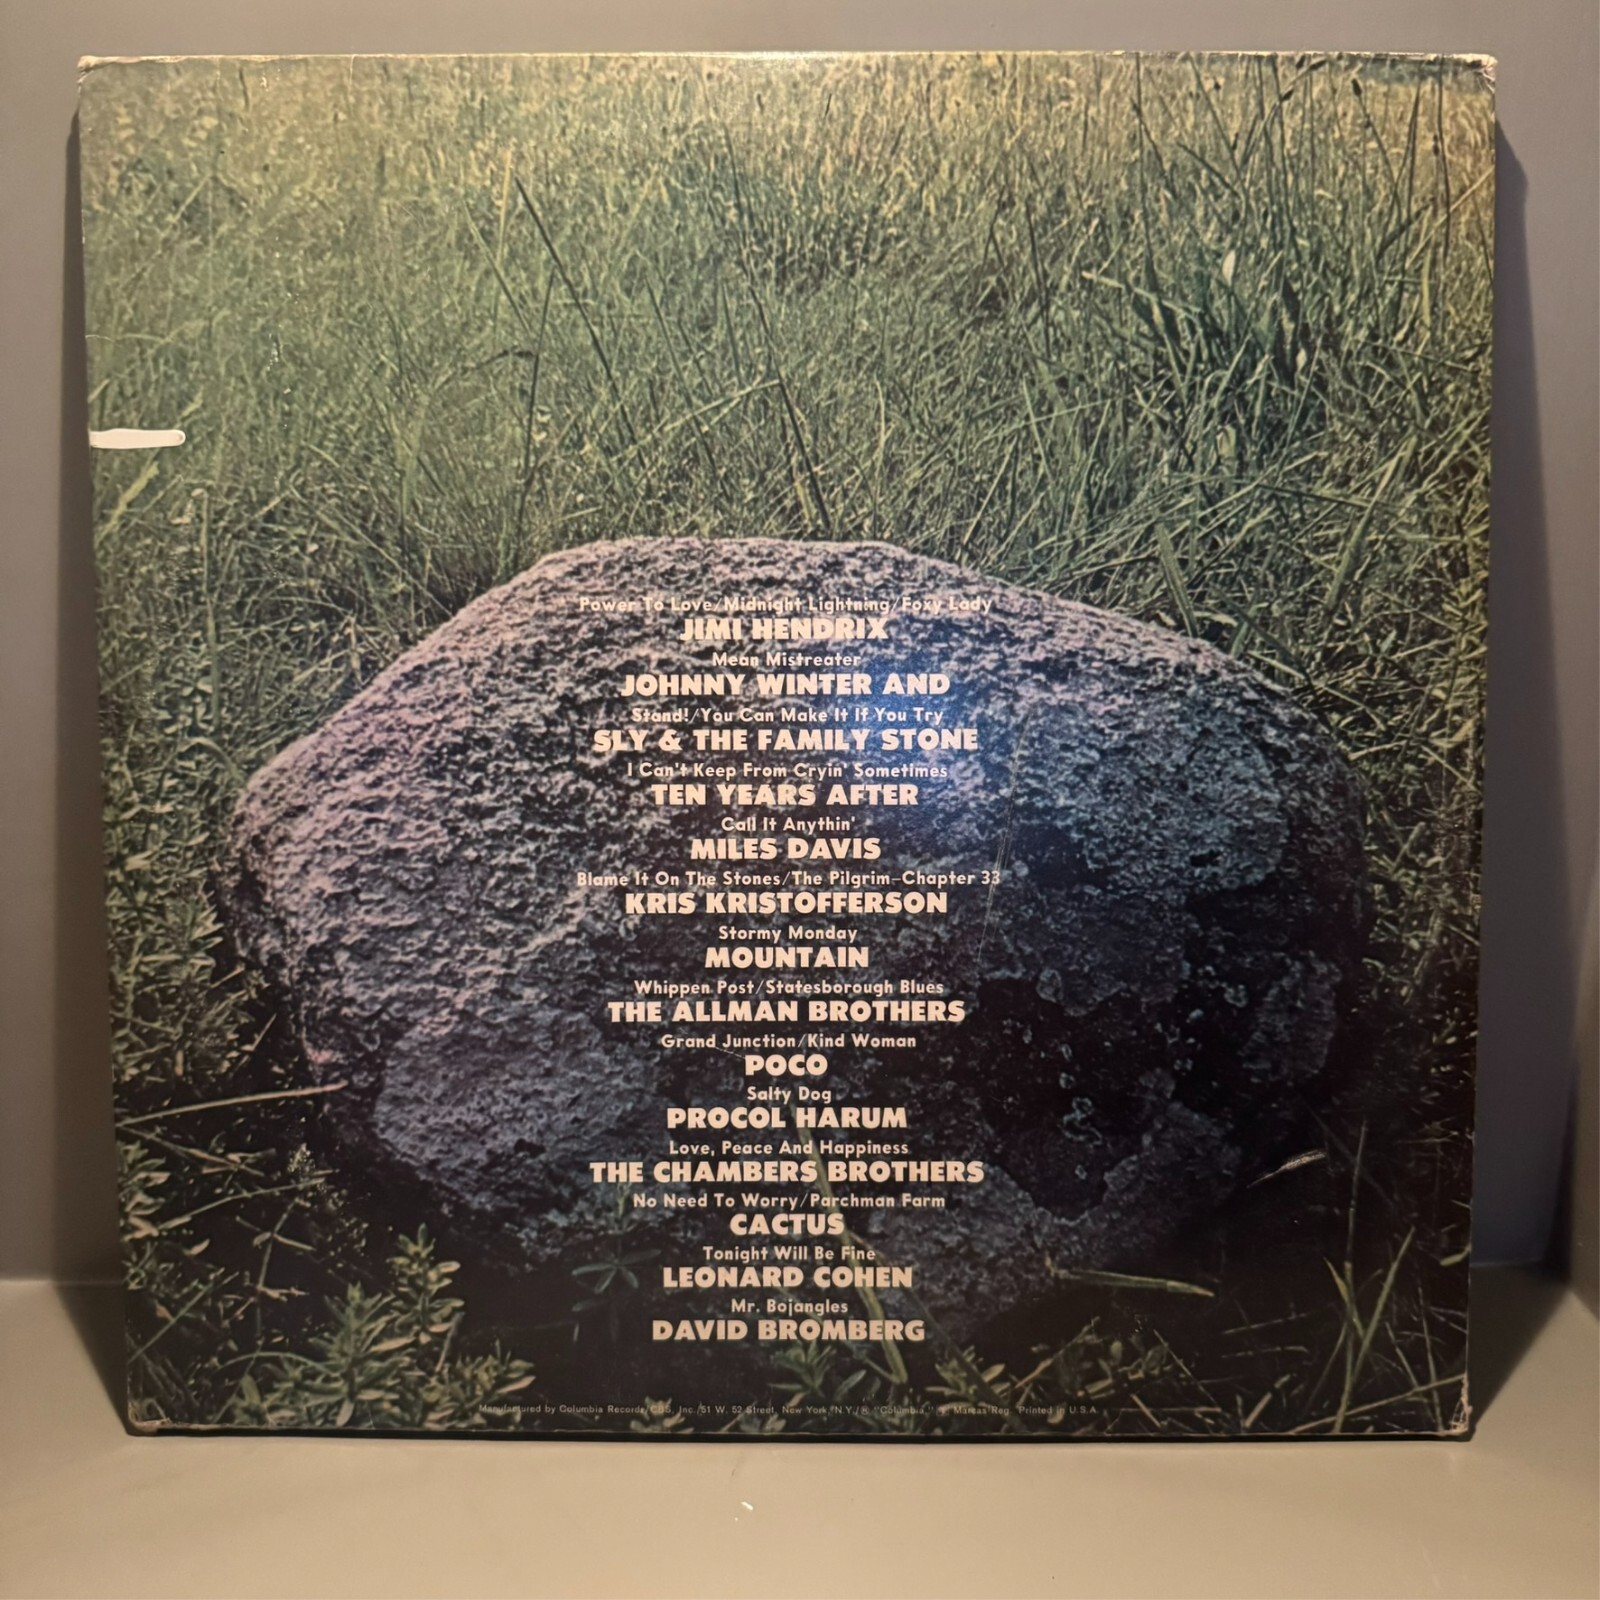 Power To Love/Midnight Lightning/Foxy Lady
JIMI HENDRIX
Mean Mistreater
JOHNNY WINTER AND
Stand!/You Can Make It If You Try
SLY & THE FAMILY STONE
I Can't Keep From Cryin' Sometimes
TEN YEARS AFTER
Call It Anythin'
MILES DAVIS
Blame It On The Stones/The Pilgrim–Chapter 33
KRIS KRISTOFFERSON
Stormy Monday
MOUNTAIN
Whippen Post/Statesborough Blues
THE ALLMAN BROTHERS
Grand Junction/Kind Woman
POCO
Salty Dog
PROCOL HARUM
Love, Peace And Happiness
THE CHAMBERS BROTHERS
No Need To Worry/Parchman Farm
CACTUS
Tonight Will Be Fine
LEONARD COHEN
Mr. Bojangles
DAVID BROMBERG
Manufactured by Columbia Records/CBS, Inc./51 W. 52 Street, New York, N.Y./® "Columbia," Marcas Reg. Printed in U.S.A.